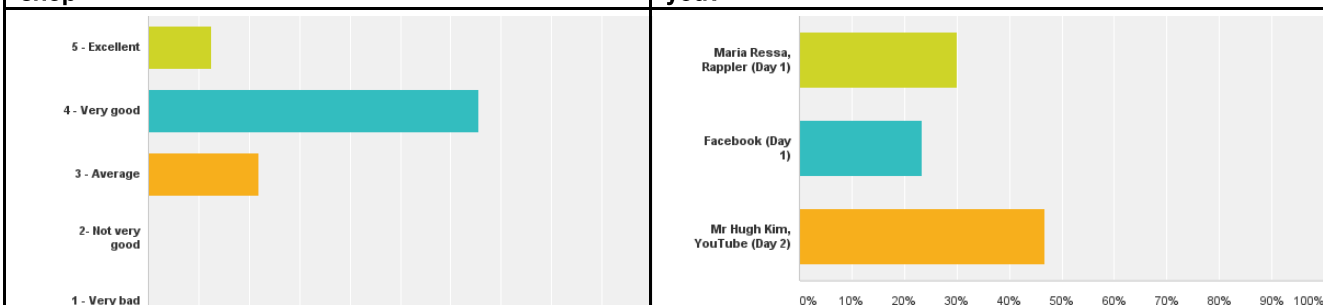 shop
you?
5 - Excellent
4 - Very good
3 - Average
2- Not very
good
1 - Very bad
Maria Ressa,
Rappler (Day 1)
Facebook (Day
1)
Mr Hugh Kim,
YouTube (Day 2)
0% 10% 20% 30% 40% 50% 60% 70% 80% 90% 100%